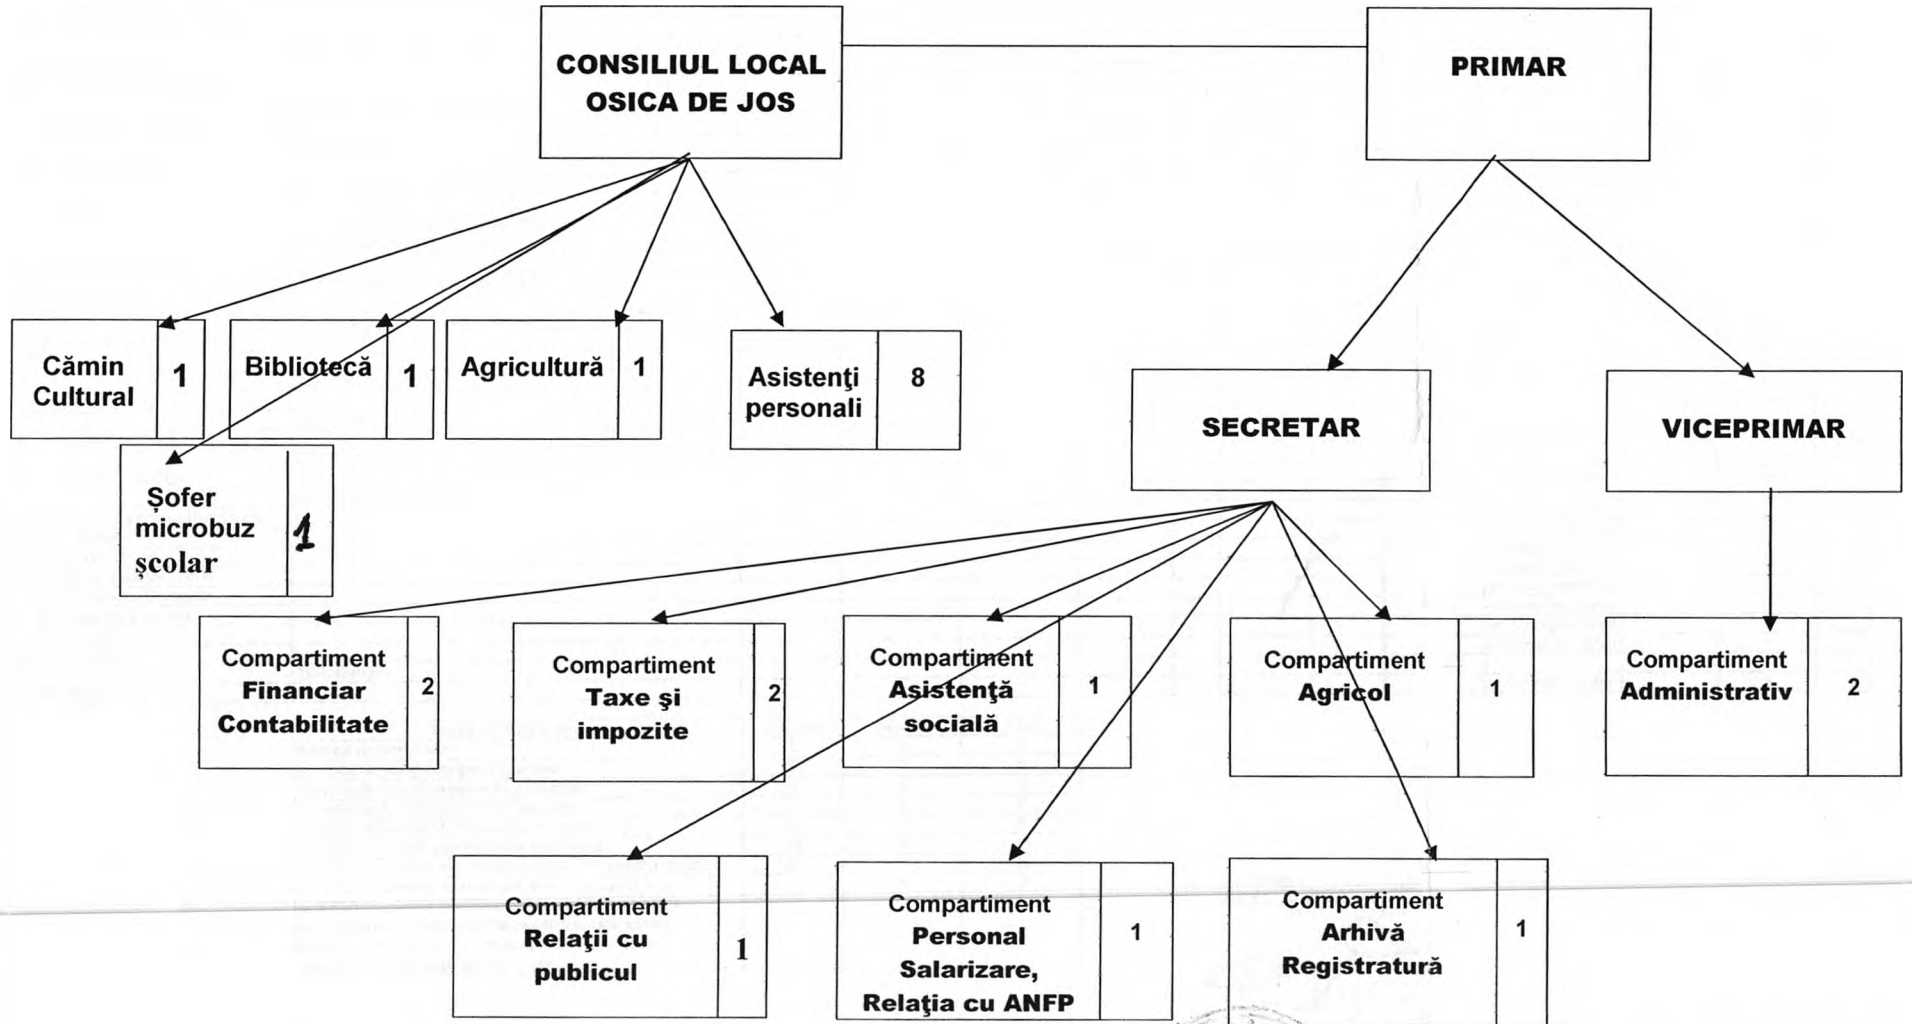 CONSILIUL LOCAL
OSICA DE JOS
PRIMAR
Cămin
Cultural
1
Bibliotecă
1
Agricultură
1
Asistenţi
personali
8
SECRETAR
VICEPRIMAR
Șofer
microbuz
școlar
1
Compartiment
Financiar
Contabilitate
2
Compartiment
Taxe şi
impozite
2
Compartiment
Asistenţă
socială
1
Compartiment
Agricol
1
Compartiment
Administrativ
2
Compartiment
Relaţii cu
publicul
1
Compartiment
Personal
Salarizare,
Relaţia cu ANFP
1
Compartiment
Arhivă
Registratură
1